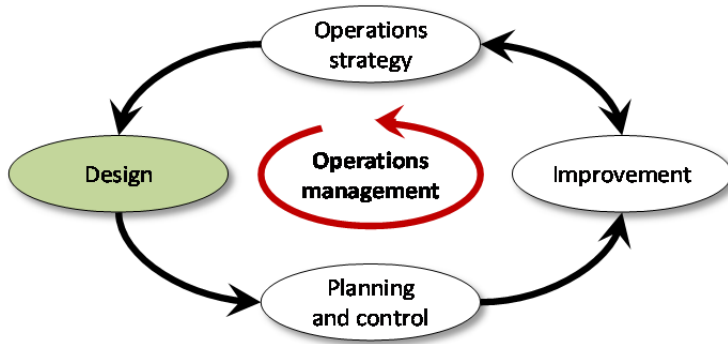 Operations
strategy
Design
Operations
management
Improvement
Planning
and control